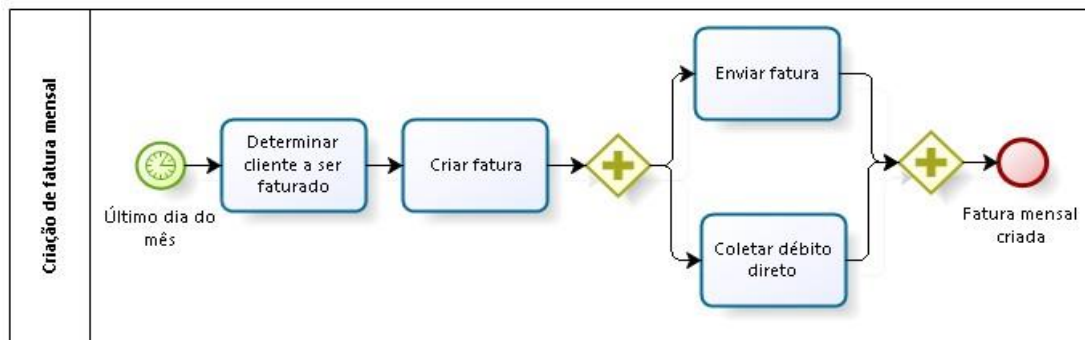 Criação de fatura mensal
Último dia do
mês
Determinar
cliente a ser
faturado
Criar fatura
Enviar fatura
Coletar débito
direto
Fatura mensal
criada